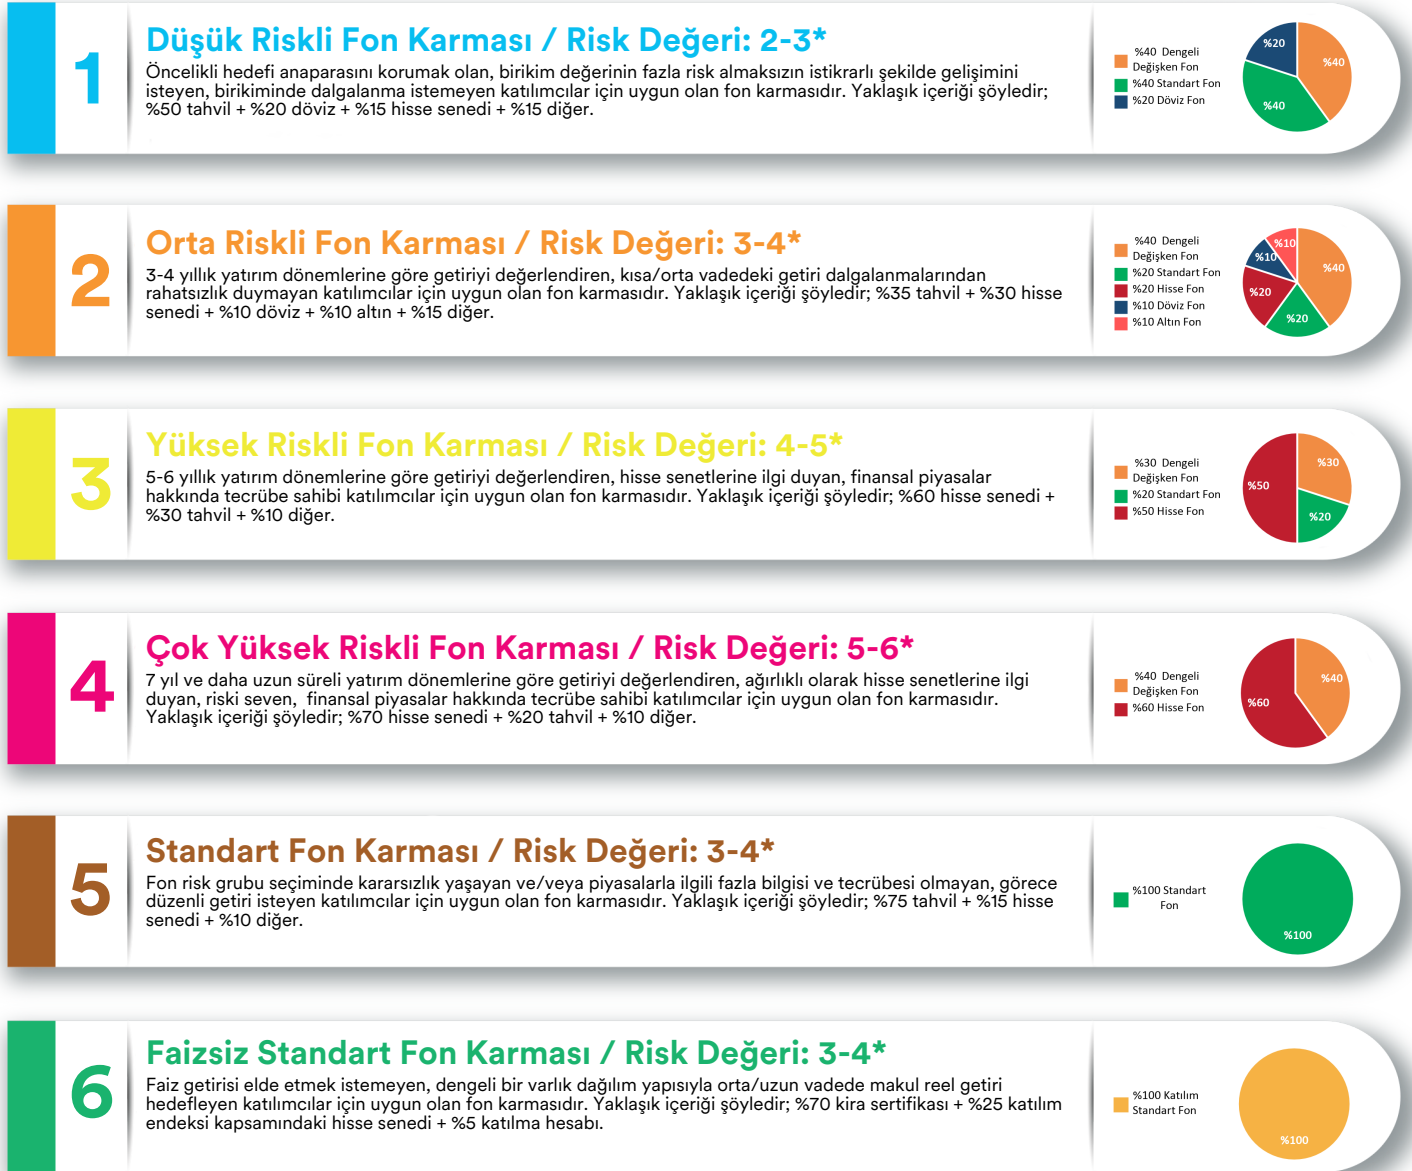 1
Düşük Riskli Fon Karması / Risk Değeri: 2-3*
Öncelikli hedefi anaparasını korumak olan, birikim değerinin fazla risk almaksızın istikrarlı şekilde gelişimini
isteyen, birikiminde dalgalanma istemeyen katılımcılar için uygun olan fon karmasıdır. Yaklaşık içeriği şöyledir;
%50 tahvil + %20 döviz + %15 hisse senedi + %15 diğer.
%40 Dengeli
Değişken Fon
%40 Standart Fon
%20 Döviz Fon
%20
%40
%40
2
Orta Riskli Fon Karması / Risk Değeri: 3-4*
3-4 yıllık yatırım dönemlerine göre getiriyi değerlendiren, kısa/orta vadedeki getiri dalgalanmalarından
rahatsızlık duymayan katılımcılar için uygun olan fon karmasıdır. Yaklaşık içeriği şöyledir; %35 tahvil + %30 hisse
senedi + %10 döviz + %10 altın + %15 diğer.
%40 Dengeli
Değişken Fon
%20 Standart Fon
%20 Hisse Fon
%10 Döviz Fon
%10 Altın Fon
%10
%10
%40
%20
%20
3
Yüksek Riskli Fon Karması / Risk Değeri: 4-5*
5-6 yıllık yatırım dönemlerine göre getiriyi değerlendiren, hisse senetlerine ilgi duyan, finansal piyasalar
hakkında tecrübe sahibi katılımcılar için uygun olan fon karmasıdır. Yaklaşık içeriği şöyledir; %60 hisse senedi +
%30 tahvil + %10 diğer.
%30 Dengeli
Değişken Fon
%20 Standart Fon
%50 Hisse Fon
%30
%50
%20
4
Çok Yüksek Riskli Fon Karması / Risk Değeri: 5-6*
7 yıl ve daha uzun süreli yatırım dönemlerine göre getiriyi değerlendiren, ağırlıklı olarak hisse senetlerine ilgi
duyan, riski seven, finansal piyasalar hakkında tecrübe sahibi katılımcılar için uygun olan fon karmasıdır.
Yaklaşık içeriği şöyledir; %70 hisse senedi + %20 tahvil + %10 diğer.
%40 Dengeli
Değişken Fon
%60 Hisse Fon
%40
%60
5
Standart Fon Karması / Risk Değeri: 3-4*
Fon risk grubu seçiminde kararsızlık yaşayan ve/veya piyasalarla ilgili fazla bilgisi ve tecrübesi olmayan, görece
düzenli getiri isteyen katılımcılar için uygun olan fon karmasıdır. Yaklaşık içeriği şöyledir; %75 tahvil + %15 hisse
senedi + %10 diğer.
%100 Standart
Fon
%100
6
Faizsiz Standart Fon Karması / Risk Değeri: 3-4*
Faiz getirisi elde etmek istemeyen, dengeli bir varlık dağılım yapısıyla orta/uzun vadede makul reel getiri
hedefleyen katılımcılar için uygun olan fon karmasıdır. Yaklaşık içeriği şöyledir; %70 kira sertifikası + %25 katılım
endeksi kapsamındaki hisse senedi + %5 katılma hesabı.
%100 Katılım
Standart Fon
%100